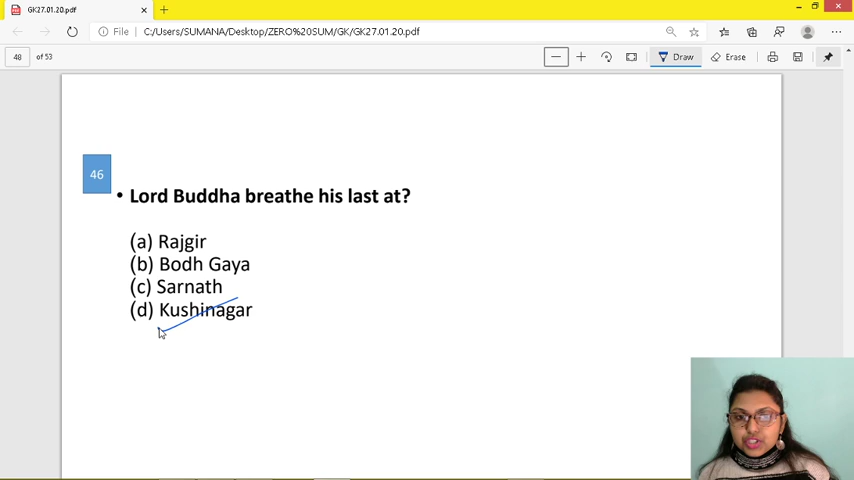 GK27.01.20.pdf
File
C:/Users/SUMANA/Desktop/ZERO%20SUM/GK/GK27.01.20.pdf
48 of 53
Draw
Erase
46
• Lord Buddha breathe his last at?
(a) Rajgir
(b) Bodh Gaya
(c) Sarnath
(d) Kushinagar